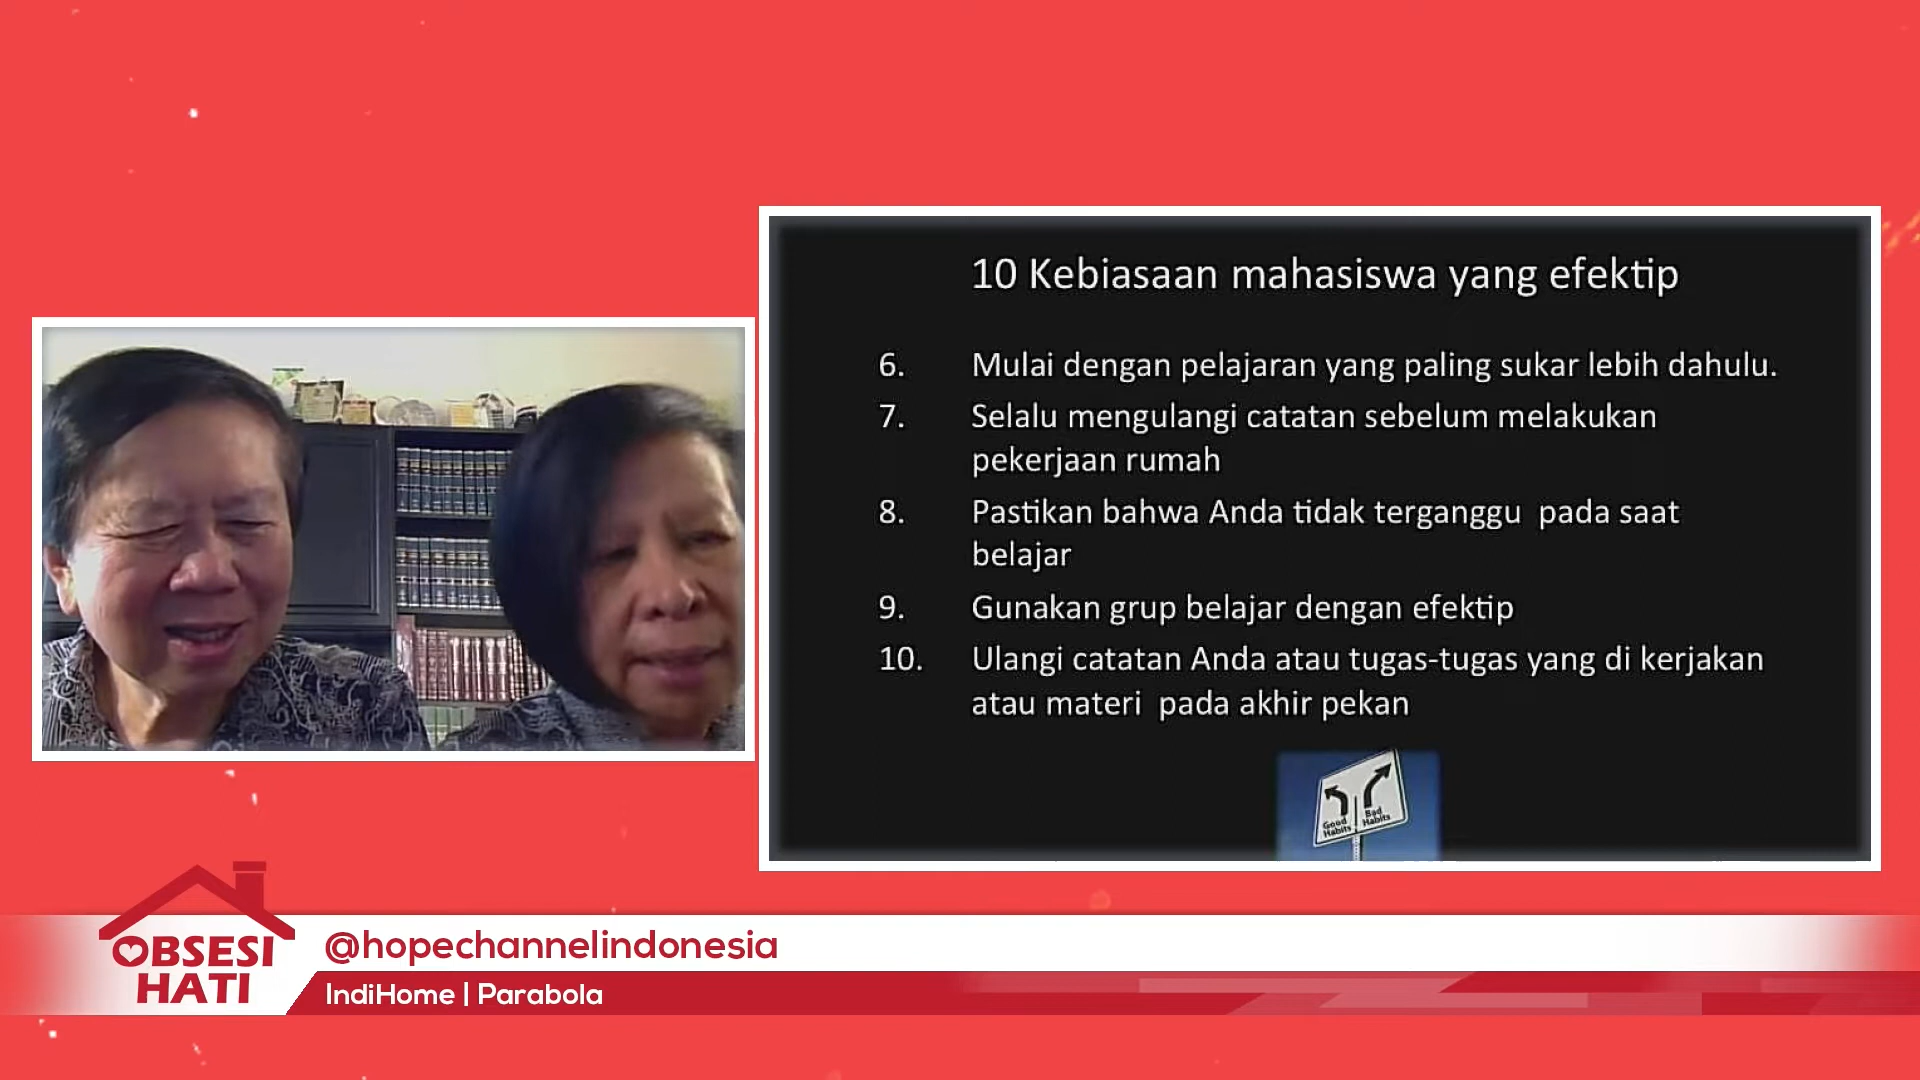 10 Kebiasaan mahasiswa yang efektip
6. Mulai dengan pelajaran yang paling sukar lebih dahulu.
7. Selalu mengulangi catatan sebelum melakukan
pekerjaan rumah
8. Pastikan bahwa Anda tidak terganggu pada saat
belajar
9. Gunakan grup belajar dengan efektip
10. Ulangi catatan Anda atau tugas-tugas yang di kerjakan
atau materi pada akhir pekan
Good
Habits
Bad
Habits
OBSESI
HATI
@hopechannelindonesia
IndiHome | Parabola